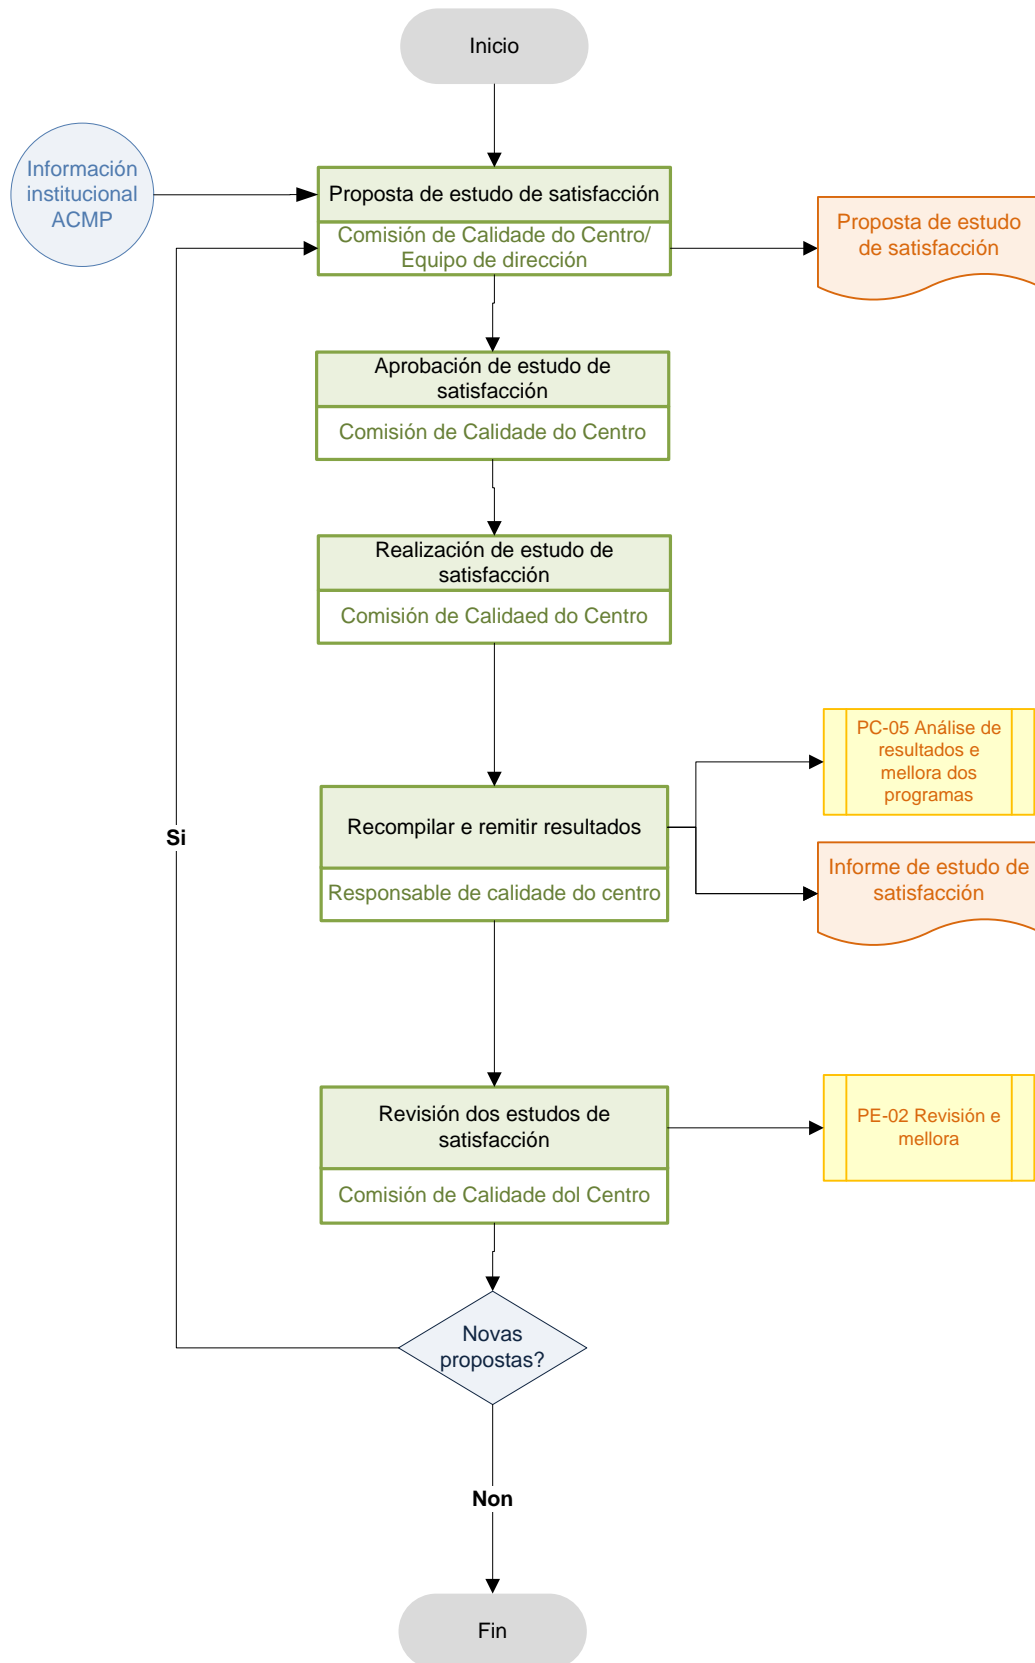 Inicio
Información
institucional
ACMP
Proposta de estudo de satisfacción
Comisión de Calidade do Centro/
Equipo de dirección
Proposta de estudo
de satisfacción
Aprobación de estudo de
satisfacción
Comisión de Calidade do Centro
Realización de estudo de
satisfacción
Comisión de Calidaed do Centro
PC-05 Análise de
resultados e
mellora dos
programas
Recompilar e remitir resultados
Responsable de calidade do centro
Si
Informe de estudo de
satisfacción
Revisión dos estudos de
satisfacción
Comisión de Calidade dol Centro
PE-02 Revisión e
mellora
Novas
propostas?
Non
Fin